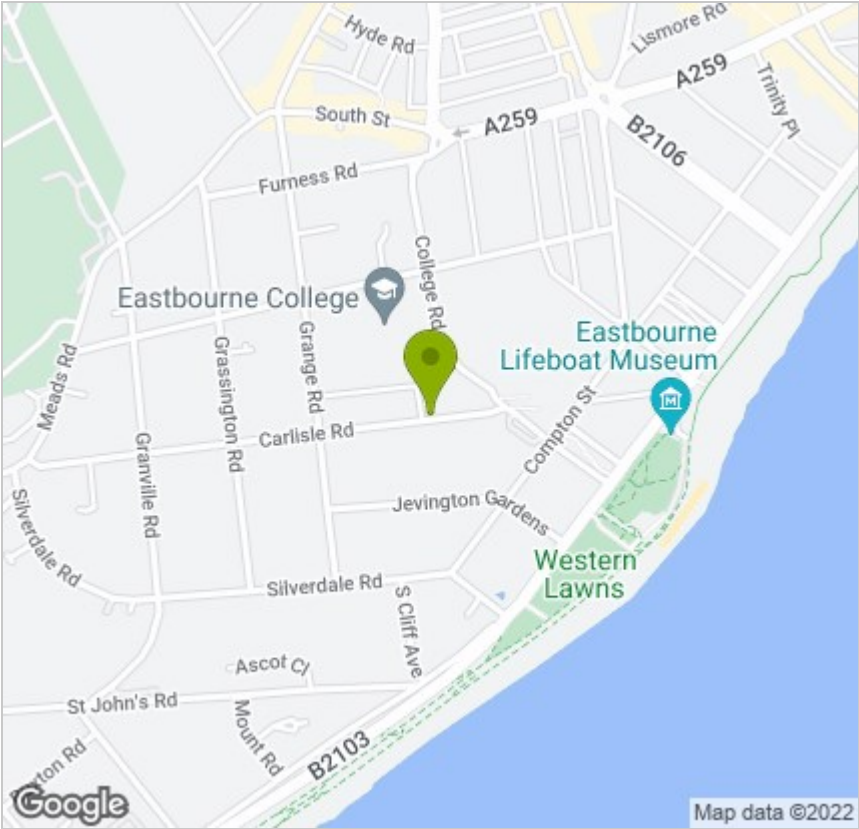 Hyde Rd
Lismore Rd
A259
Trinity Pl
South St
A259
B2106
Furness Rd
College Rd
Eastbourne College
Eastbourne
Lifeboat Museum
Meads Rd
Grassington Rd
Grange Rd
Compton St
Carlisle Rd
Granville Rd
Silverdale Rd
Jevington Gardens
Western
Lawns
Silverdale Rd
S Cliff Ave
Ascot Cl
St John's Rd
Mount Rd
B2103
Rd
Google
Map data ©2022